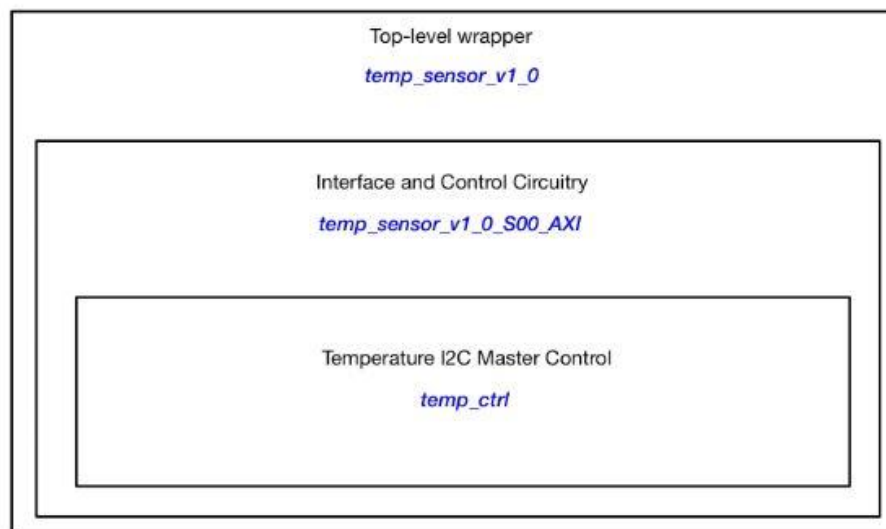 Top-level wrapper
temp_sensor_v1_0
Interface and Control Circuitry
temp_sensor_v1_0_S00_AXI
Temperature I2C Master Control
temp_ctrl